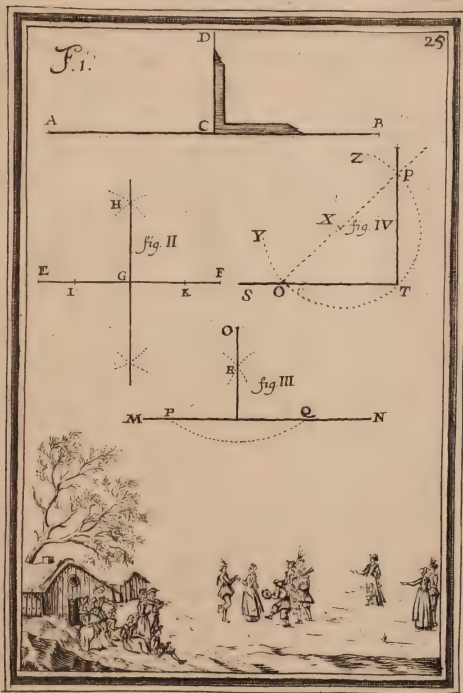 25
F.1.
D
A C B
Z
P
H
X fig. IV
Y
fig. II
E G F
I K
S O T
O
R fig. III
M P Q N